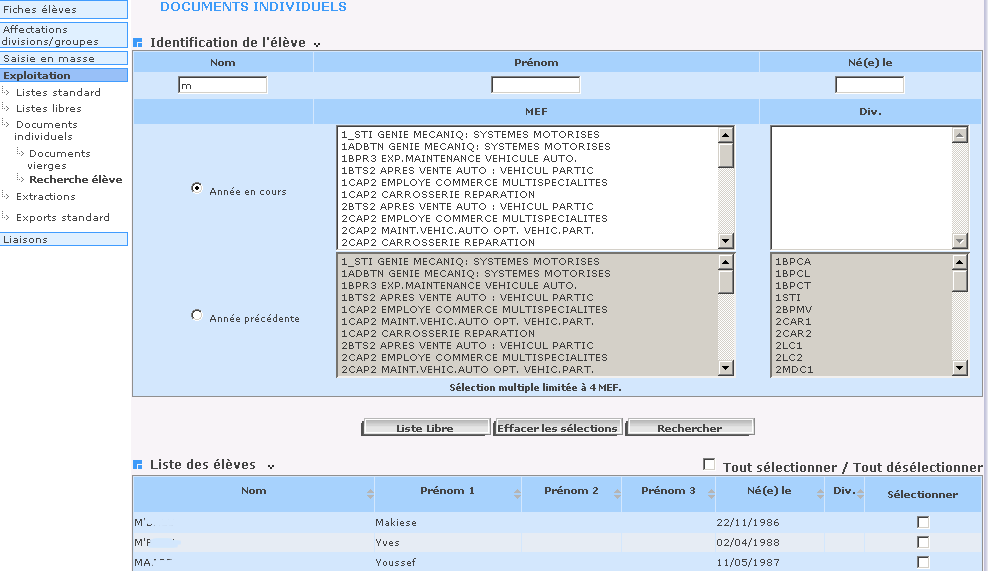 DOCUMENTS INDIVIDUELS
Fiches élèves
Affectations
divisions/groupes
Saisie en masse
Exploitation
Listes standard
Listes libres
Documents
individuels
Documents
vierges
Recherche élève
Extractions
Exports standard
Liaisons
Identification de l'élève
Nom Prénom Né(e) le
m
MEF Div.
Année en cours
1_STI GENIE MECANIQ: SYSTEMES MOTORISES
1ADBTN GENIE MECANIQ: SYSTEMES MOTORISES
1BPR3 EXP.MAINTENANCE VEHICULE AUTO.
1BTS2 APRES VENTE AUTO : VEHICUL PARTIC
1CAP2 EMPLOYE COMMERCE MULTISPECIALITES
1CAP2 CARROSSERIE REPARATION
2BTS2 APRES VENTE AUTO : VEHICUL PARTIC
2CAP2 EMPLOYE COMMERCE MULTISPECIALITES
2CAP2 MAINT.VEHIC.AUTO OPT. VEHIC.PART.
2CAP2 CARROSSERIE REPARATION
Année précédente
1_STI GENIE MECANIQ: SYSTEMES MOTORISES
1ADBTN GENIE MECANIQ: SYSTEMES MOTORISES
1BPR3 EXP.MAINTENANCE VEHICULE AUTO.
1BTS2 APRES VENTE AUTO : VEHICUL PARTIC
1CAP2 EMPLOYE COMMERCE MULTISPECIALITES
1CAP2 MAINT.VEHIC.AUTO OPT. VEHIC.PART.
1CAP2 CARROSSERIE REPARATION
2BTS2 APRES VENTE AUTO : VEHICUL PARTIC
2CAP2 EMPLOYE COMMERCE MULTISPECIALITES
2CAP2 MAINT.VEHIC.AUTO OPT. VEHIC.PART.
1BPCA
1BPCL
1BPCT
1STI
2BPMV
2CAR1
2CAR2
2LC1
2LC2
2MDC1
Sélection multiple limitée à 4 MEF.
Liste Libre Effacer les sélections Rechercher
Liste des élèves Tout sélectionner / Tout désélectionner
Nom Prénom 1 Prénom 2 Prénom 3 Né(e) le Div. Sélectionner
Makiese 22/11/1986
Yves 02/04/1988
Youssef 11/05/1987